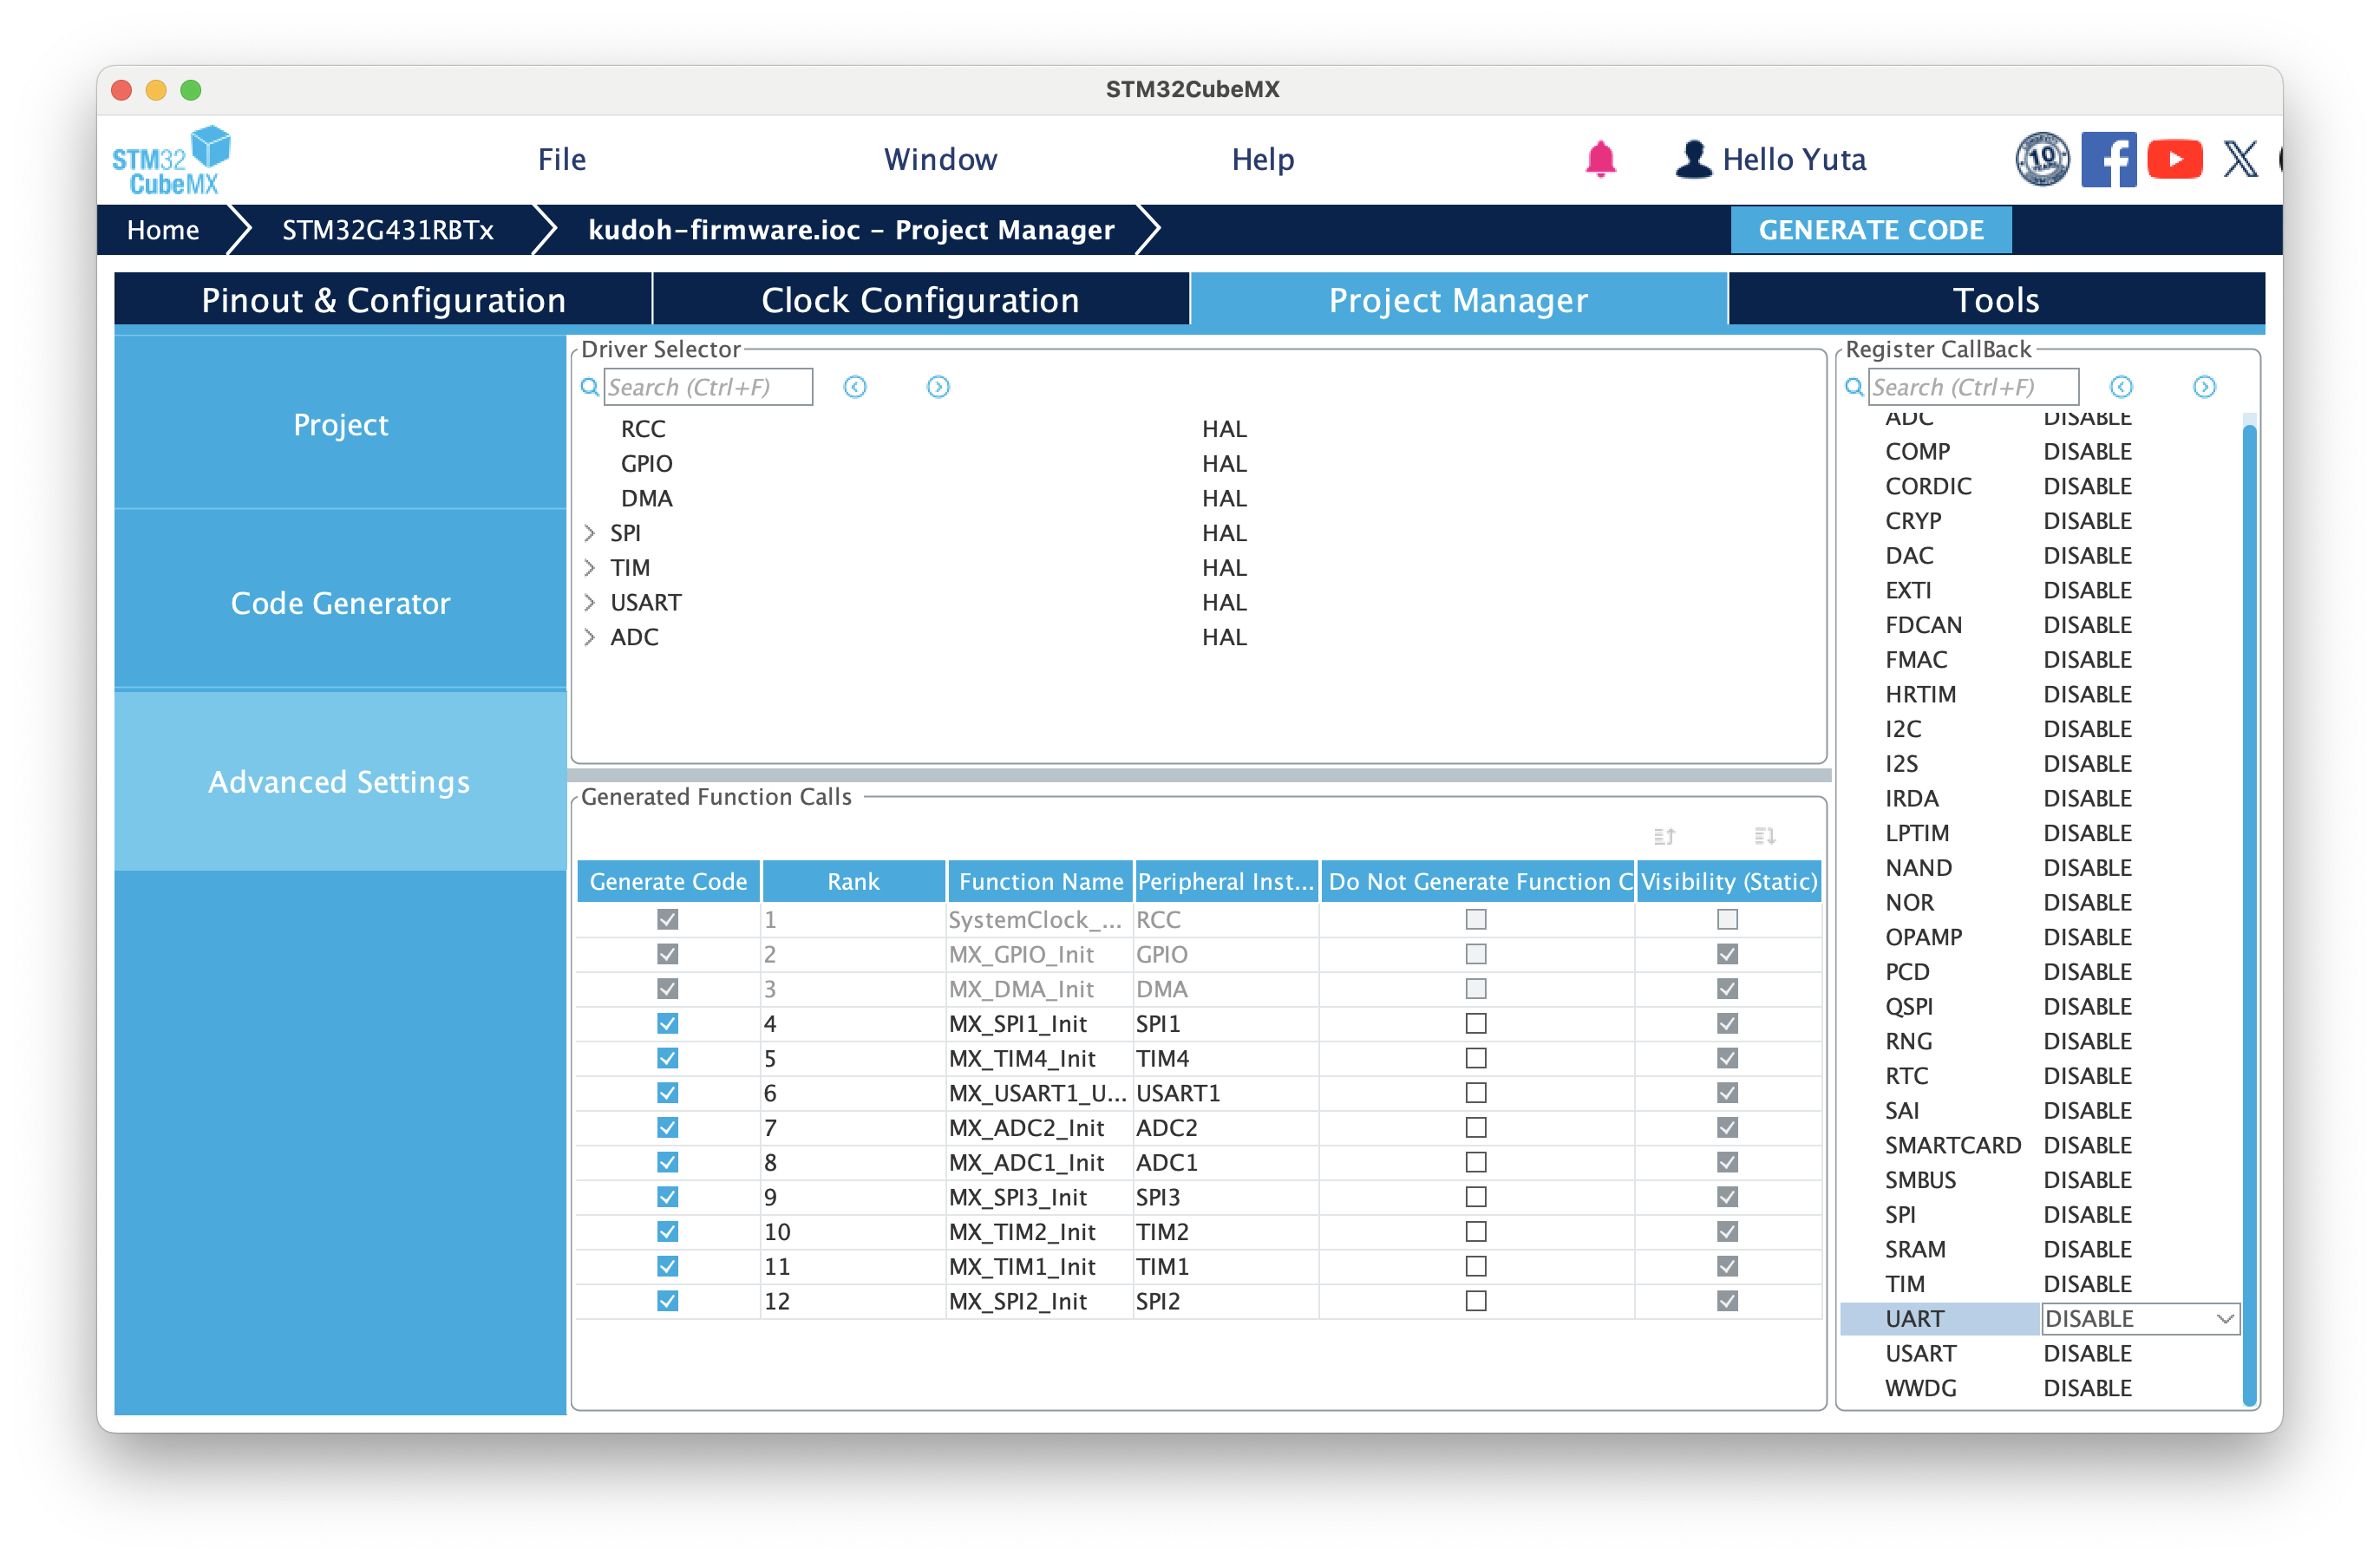 STM32CubeMX
STM32
CubeMX
File
Window
Help
Hello Yuta
10
YEARS
Home
STM32G431RBTx
kudoh-firmware.ioc - Project Manager
GENERATE CODE
Pinout & Configuration
Clock Configuration
Project Manager
Tools
Project
Code Generator
Advanced Settings
Driver Selector
Search (Ctrl+F)
RCC HAL
GPIO HAL
DMA HAL
SPI HAL
TIM HAL
USART HAL
ADC HAL
Generated Function Calls
Generate Code Rank Function Name Peripheral Inst... Do Not Generate Function C Visibility (Static)
1 SystemClock_... RCC
2 MX_GPIO_Init GPIO
3 MX_DMA_Init DMA
4 MX_SPI1_Init SPI1
5 MX_TIM4_Init TIM4
6 MX_USART1_U... USART1
7 MX_ADC2_Init ADC2
8 MX_ADC1_Init ADC1
9 MX_SPI3_Init SPI3
10 MX_TIM2_Init TIM2
11 MX_TIM1_Init TIM1
12 MX_SPI2_Init SPI2
Register CallBack
Search (Ctrl+F)
ADC DISABLE
COMP DISABLE
CORDIC DISABLE
CRYP DISABLE
DAC DISABLE
EXTI DISABLE
FDCAN DISABLE
FMAC DISABLE
HRTIM DISABLE
I2C DISABLE
I2S DISABLE
IRDA DISABLE
LPTIM DISABLE
NAND DISABLE
NOR DISABLE
OPAMP DISABLE
PCD DISABLE
QSPI DISABLE
RNG DISABLE
RTC DISABLE
SAI DISABLE
SMARTCARD DISABLE
SMBUS DISABLE
SPI DISABLE
SRAM DISABLE
TIM DISABLE
UART DISABLE
USART DISABLE
WWDG DISABLE